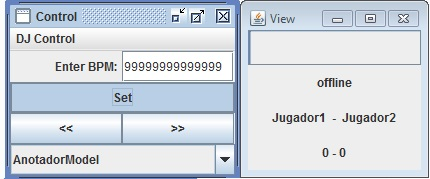 Control
DJ Control
Enter BPM: 99999999999999
Set
<< >>
AnotadorModel
View
offline
Jugador1 - Jugador2
0 - 0